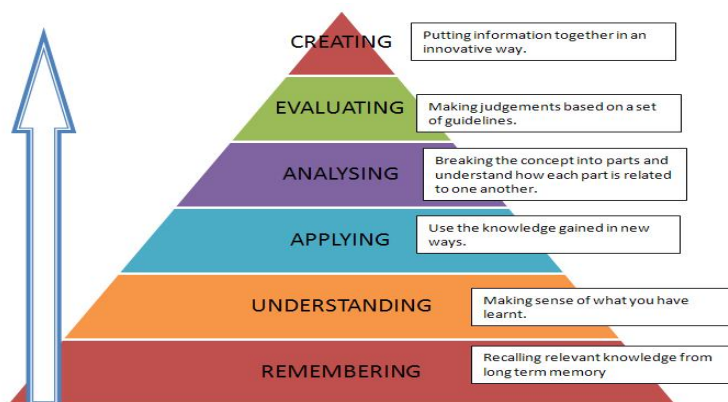 CREATING
Putting information together in an
innovative way.
EVALUATING
Making judgements based on a set
of guidelines.
ANALYSING
Breaking the concept into parts and
understand how each part is related
to one another.
APPLYING
Use the knowledge gained in new
ways.
UNDERSTANDING
Making sense of what you have
learnt.
REMEMBERING
Recalling relevant knowledge from
long term memory